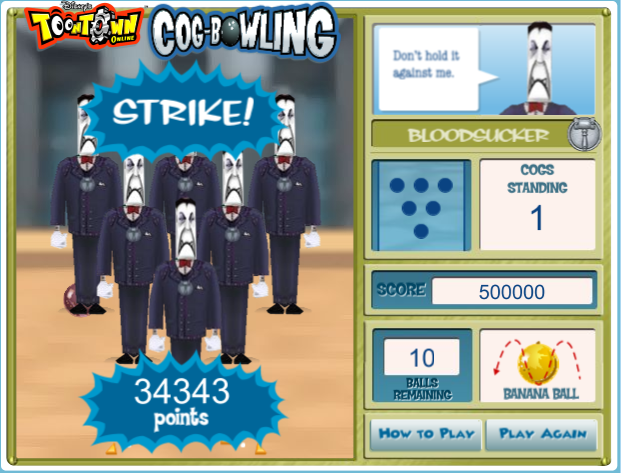 Disney's
TOONTOWN
ONLINE
COG-BOWLING
STRIKE!
Don't hold it
against me.
BLOODSUCKER
COGS
STANDING
1
SCORE 500000
10
BALLS
REMAINING
BANANA BALL
34343
points
HOW TO PLAY
PLAY AGAIN